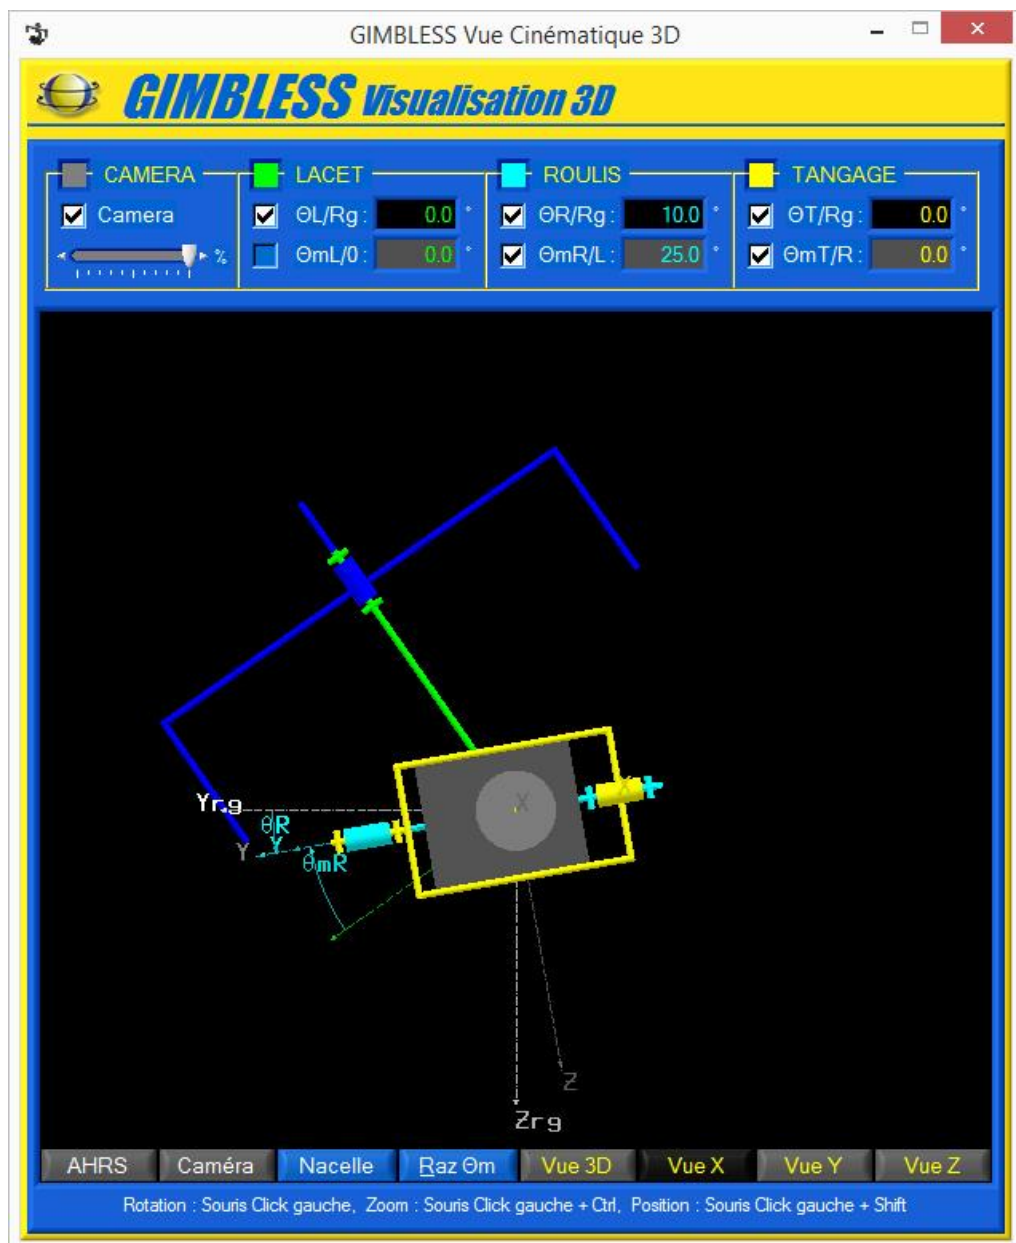 GIMBLESS Vue Cinématique 3D
GIMBLESS Visualisation 3D
CAMERA LACET ROULIS TANGAGE
Camera ΘL/Rg : 0.0 ° ΘR/Rg : 10.0 ° ΘT/Rg : 0.0 °
% ΘmL/0 : 0.0 ° ΘmR/L : 25.0 ° ΘmT/R : 0.0 °
X X
Yrg
θR
Y Y
θmR
Z
Zrg
AHRS Caméra Nacelle Raz Θm Vue 3D Vue X Vue Y Vue Z
Rotation : Souris Click gauche, Zoom : Souris Click gauche + Ctrl, Position : Souris Click gauche + Shift